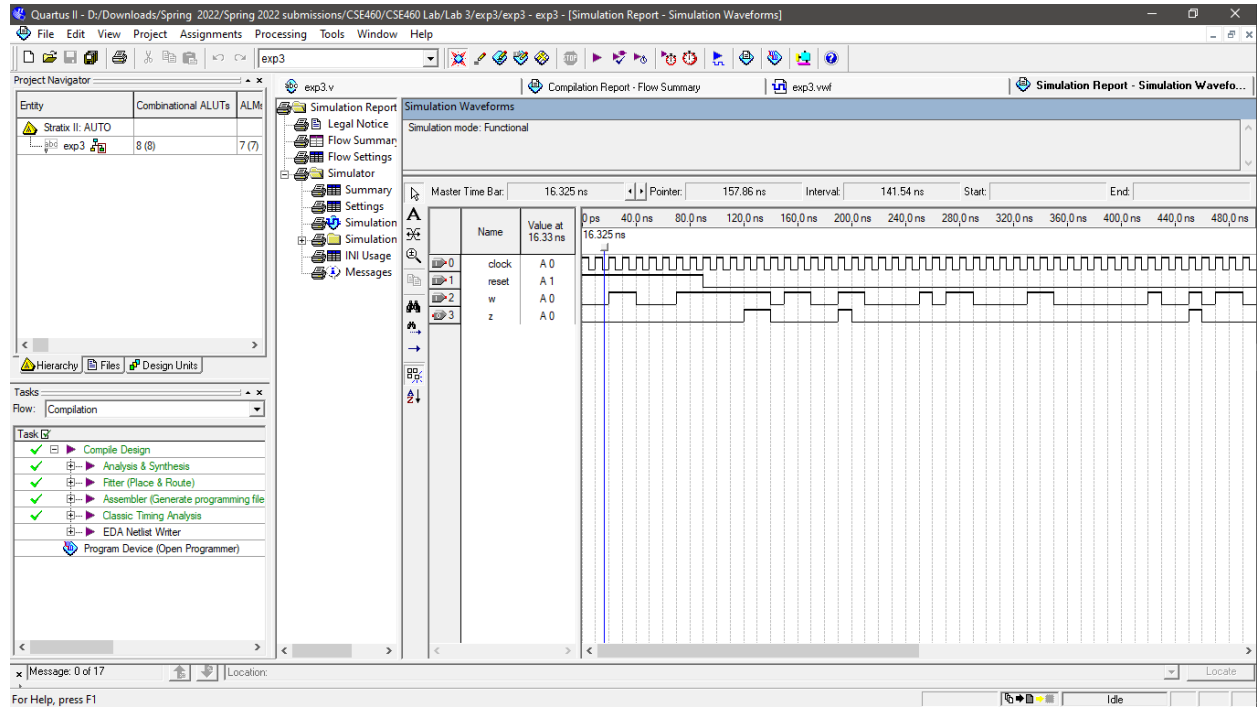 Quartus II - D:/Downloads/Spring 2022/Spring 2022 submissions/CSE460/CSE460 Lab/Lab 3/exp3/exp3 - exp3 - [Simulation Report - Simulation Waveforms]
File Edit View Project Assignments Processing Tools Window Help
exp3
Project Navigator
Entity Combinational ALUTs ALMs
Stratix II: AUTO
exp3 8 (8) 7 (7)
Hierarchy Files Design Units
Tasks
Flow: Compilation
Task
Compile Design
Analysis & Synthesis
Fitter (Place & Route)
Assembler (Generate programming file
Classic Timing Analysis
EDA Netlist Writer
Program Device (Open Programmer)
exp3.v
Compilation Report - Flow Summary
exp3.vwf
Simulation Report - Simulation Wavefo...
Simulation Report
Legal Notice
Flow Summary
Flow Settings
Simulator
Summary
Settings
Simulation
Simulation
INI Usage
Messages
Simulation Waveforms
Simulation mode: Functional
Master Time Bar: 16.325 ns Pointer: 157.86 ns Interval: 141.54 ns Start: End:
Name Value at 16.33 ns
0 ps 40.0 ns 80.0 ns 120.0 ns 160.0 ns 200.0 ns 240.0 ns 280.0 ns 320.0 ns 360.0 ns 400.0 ns 440.0 ns 480.0 ns
16.325 ns
0 clock A 0
1 reset A 1
2 w A 0
3 z A 0
Message: 0 of 17 Location: Locate
For Help, press F1 Idle